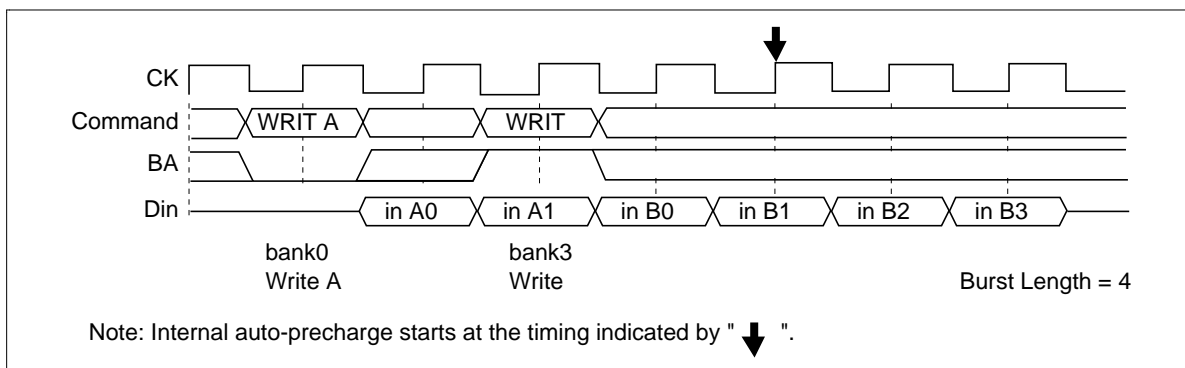 CK
Command WRIT A WRIT
BA
Din in A0 in A1 in B0 in B1 in B2 in B3
bank0 bank3
Write A Write Burst Length = 4
Note: Internal auto-precharge starts at the timing indicated by " ".